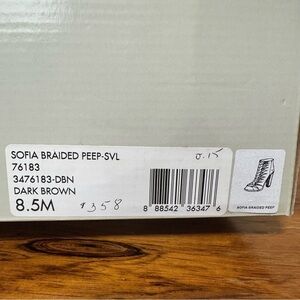 SOFIA BRAIDED PEEP-SVL
76183
3476183-DBN
DARK BROWN
8.5M
$358
8 88542 36347 6
SOFIA BRAIDED PEEP